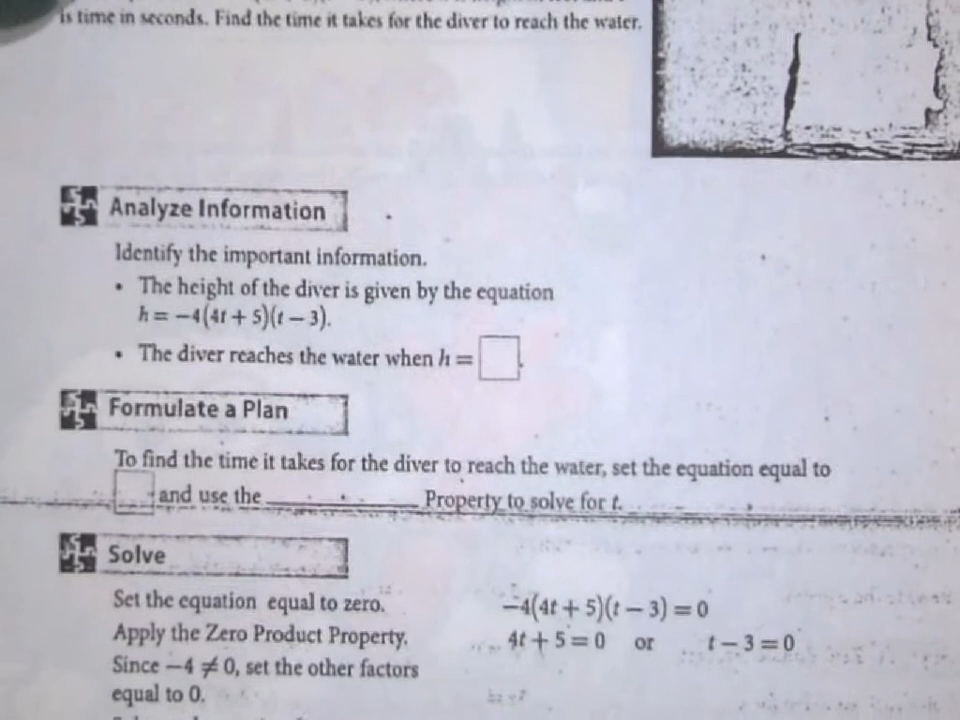 is time in seconds. Find the time it takes for the diver to reach the water.
Analyze Information
Identify the important information.
• The height of the diver is given by the equation
h = −4(4t + 5)(t − 3).
• The diver reaches the water when h = .
Formulate a Plan
To find the time it takes for the diver to reach the water, set the equation equal to
and use the ____________ Property to solve for t.
Solve
Set the equation equal to zero. −4(4t + 5)(t − 3) = 0
Apply the Zero Product Property. 4t + 5 = 0 or t − 3 = 0
Since −4 ≠ 0, set the other factors
equal to 0.